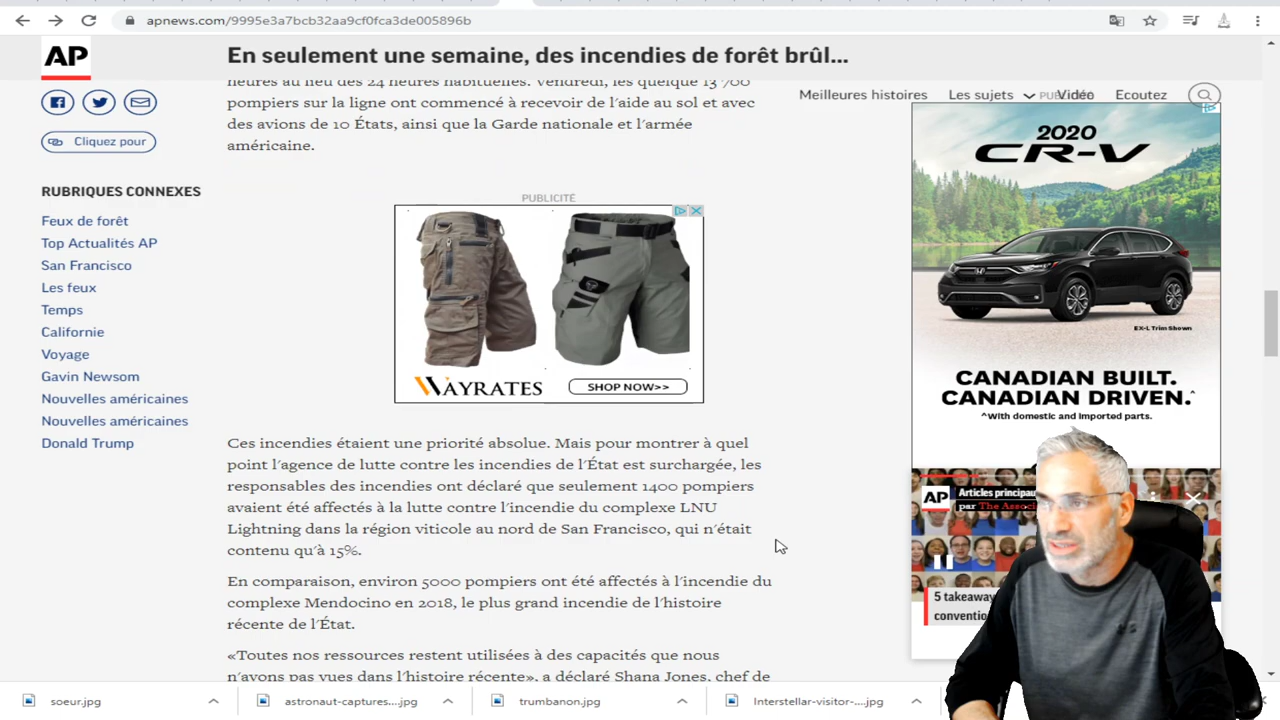 apnews.com/9995e3a7bcb32aa9cf0fca3de005896b
AP
En seulement une semaine, des incendies de forêt brûl...
Meilleures histoires
Les sujets
Vidéo
Ecoutez
Cliquez pour
RUBRIQUES CONNEXES
Feux de forêt
Top Actualités AP
San Francisco
Les feux
Temps
Californie
Voyage
Gavin Newsom
Nouvelles américaines
Nouvelles américaines
Donald Trump
heures au lieu des 24 heures habituelles. Vendredi, les quelque 13 700
pompiers sur la ligne ont commencé à recevoir de l'aide au sol et avec
des avions de 10 États, ainsi que la Garde nationale et l'armée
américaine.
PUBLICITÉ
WAYRATES
SHOP NOW>>
Ces incendies étaient une priorité absolue. Mais pour montrer à quel
point l'agence de lutte contre les incendies de l'État est surchargée, les
responsables des incendies ont déclaré que seulement 1400 pompiers
avaient été affectés à la lutte contre l'incendie du complexe LNU
Lightning dans la région viticole au nord de San Francisco, qui n'était
contenu qu'à 15%.
En comparaison, environ 5000 pompiers ont été affectés à l'incendie du
complexe Mendocino en 2018, le plus grand incendie de l'histoire
récente de l'État.
«Toutes nos ressources restent utilisées à des capacités que nous
n'avons pas vues dans l'histoire récente», a déclaré Shana Jones, chef de
2020
CR-V
EX-L Trim Shown
CANADIAN BUILT.
CANADIAN DRIVEN.^
^With domestic and imported parts.
AP
Articles principau
par The Associ
5 takeaway
conventio
soeur.jpg
astronaut-captures....jpg
trumbanon.jpg
Interstellar-visitor-....jpg